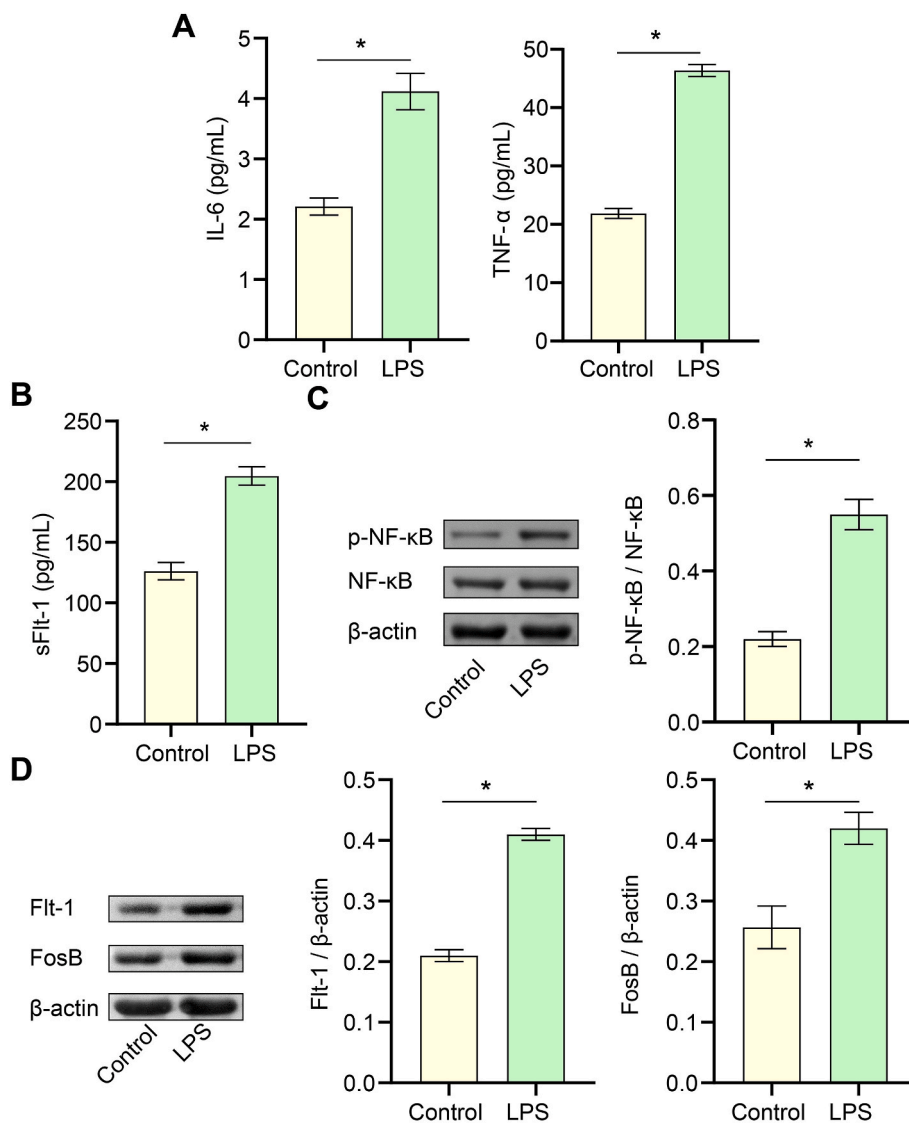 A
IL-6 (pg/mL)
5
4
3
2
1
0
*
Control LPS
TNF-α (pg/mL)
50
40
30
20
10
0
*
Control LPS
B
sFlt-1 (pg/mL)
250
200
150
100
50
0
*
Control LPS
C
p-NF-κB
NF-κB
β-actin
Control LPS
p-NF-κB / NF-κB
0.8
0.6
0.4
0.2
0.0
*
Control LPS
D
Flt-1
FosB
β-actin
Control LPS
Flt-1 / β-actin
0.5
0.4
0.3
0.2
0.1
0.0
*
Control LPS
FosB / β-actin
0.5
0.4
0.3
0.2
0.1
0.0
*
Control LPS